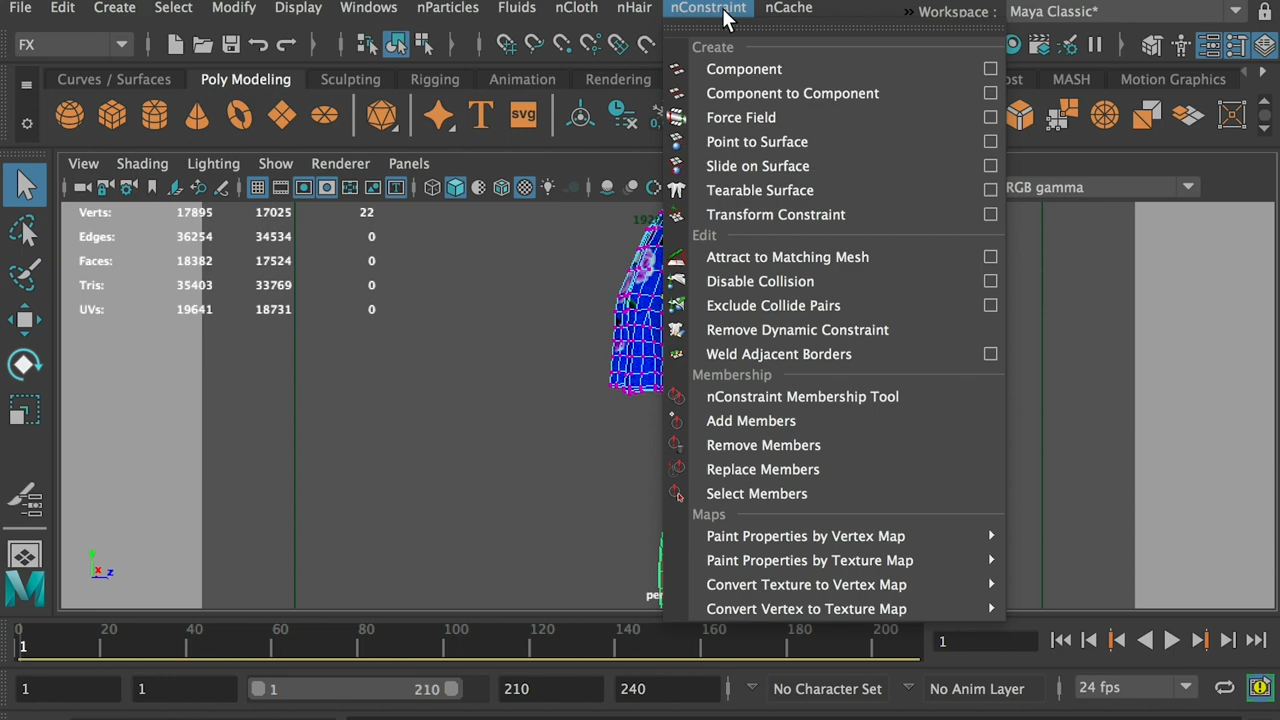 File Edit Create Select Modify Display Windows nParticles Fluids nCloth nHair nConstraint nCache
>> Workspace : Maya Classic*
FX
Curves / Surfaces Poly Modeling Sculpting Rigging Animation Rendering MASH Motion Graphics
T svg
View Shading Lighting Show Renderer Panels
RGB gamma
Verts: 17895 17025 22
Edges: 36254 34534 0
Faces: 18382 17524 0
Tris: 35403 33769 0
UVs: 19641 18731 0
Create
Component
Component to Component
Force Field
Point to Surface
Slide on Surface
Tearable Surface
Transform Constraint
Edit
Attract to Matching Mesh
Disable Collision
Exclude Collide Pairs
Remove Dynamic Constraint
Weld Adjacent Borders
Membership
nConstraint Membership Tool
Add Members
Remove Members
Replace Members
Select Members
Maps
Paint Properties by Vertex Map
Paint Properties by Texture Map
Convert Texture to Vertex Map
Convert Vertex to Texture Map
y x z
0 20 40 60 80 100 120 140 160 180 200
1 1
1 1 1 210 210 240 No Character Set No Anim Layer 24 fps